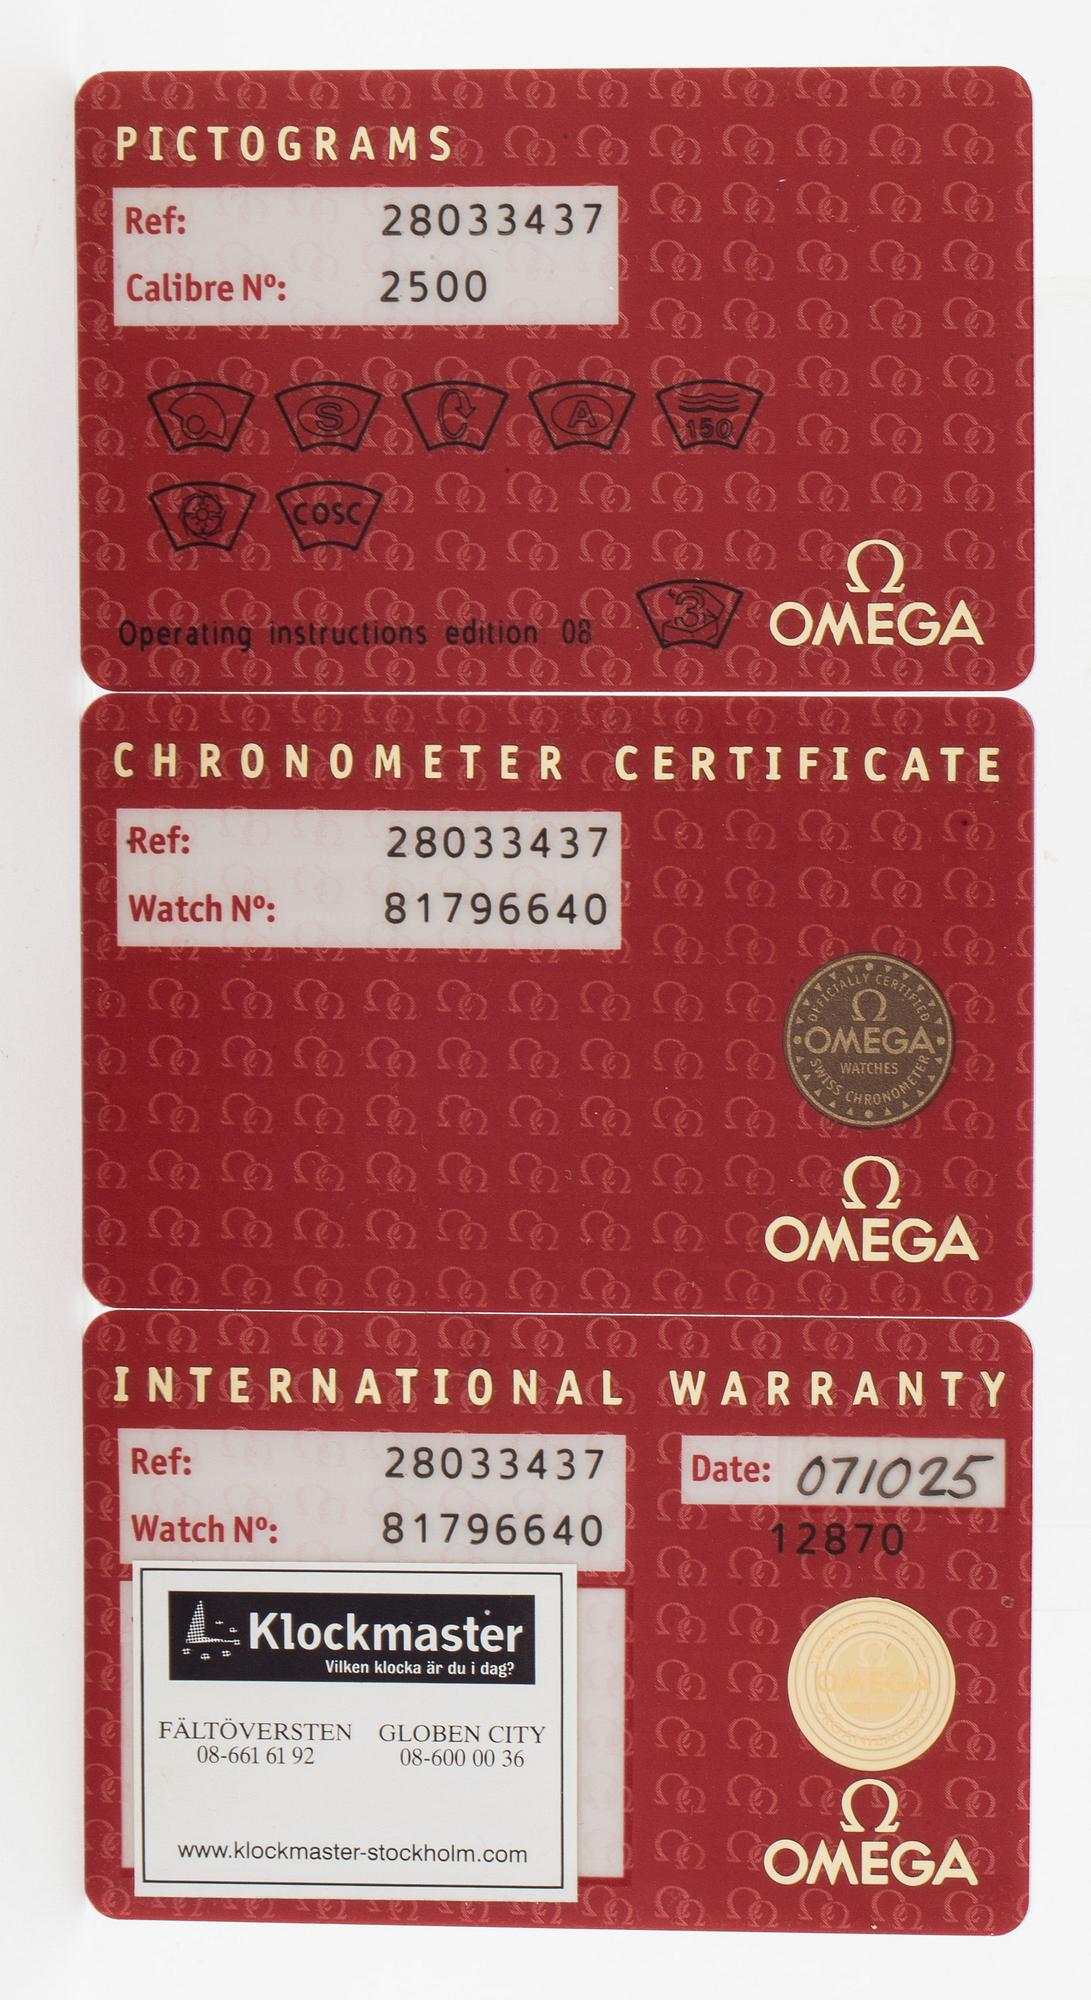 PICTOGRAMS
Ref: 28033437
Calibre Nº: 2500
S
A
150
COSC
3
Operating instructions edition 08
Ω
OMEGA
CHRONOMETER CERTIFICATE
Ref: 28033437
Watch Nº: 81796640
OFFICIALLY CERTIFIED
Ω
OMEGA
WATCHES
SWISS CHRONOMETER
Ω
OMEGA
INTERNATIONAL WARRANTY
Ref: 28033437
Date: 071025
Watch Nº: 81796640
12870
Klockmaster
Vilken klocka är du i dag?
FÄLTÖVERSTEN GLOBEN CITY
08-661 61 92 08-600 00 36
www.klockmaster-stockholm.com
OMEGA
Ω
OMEGA